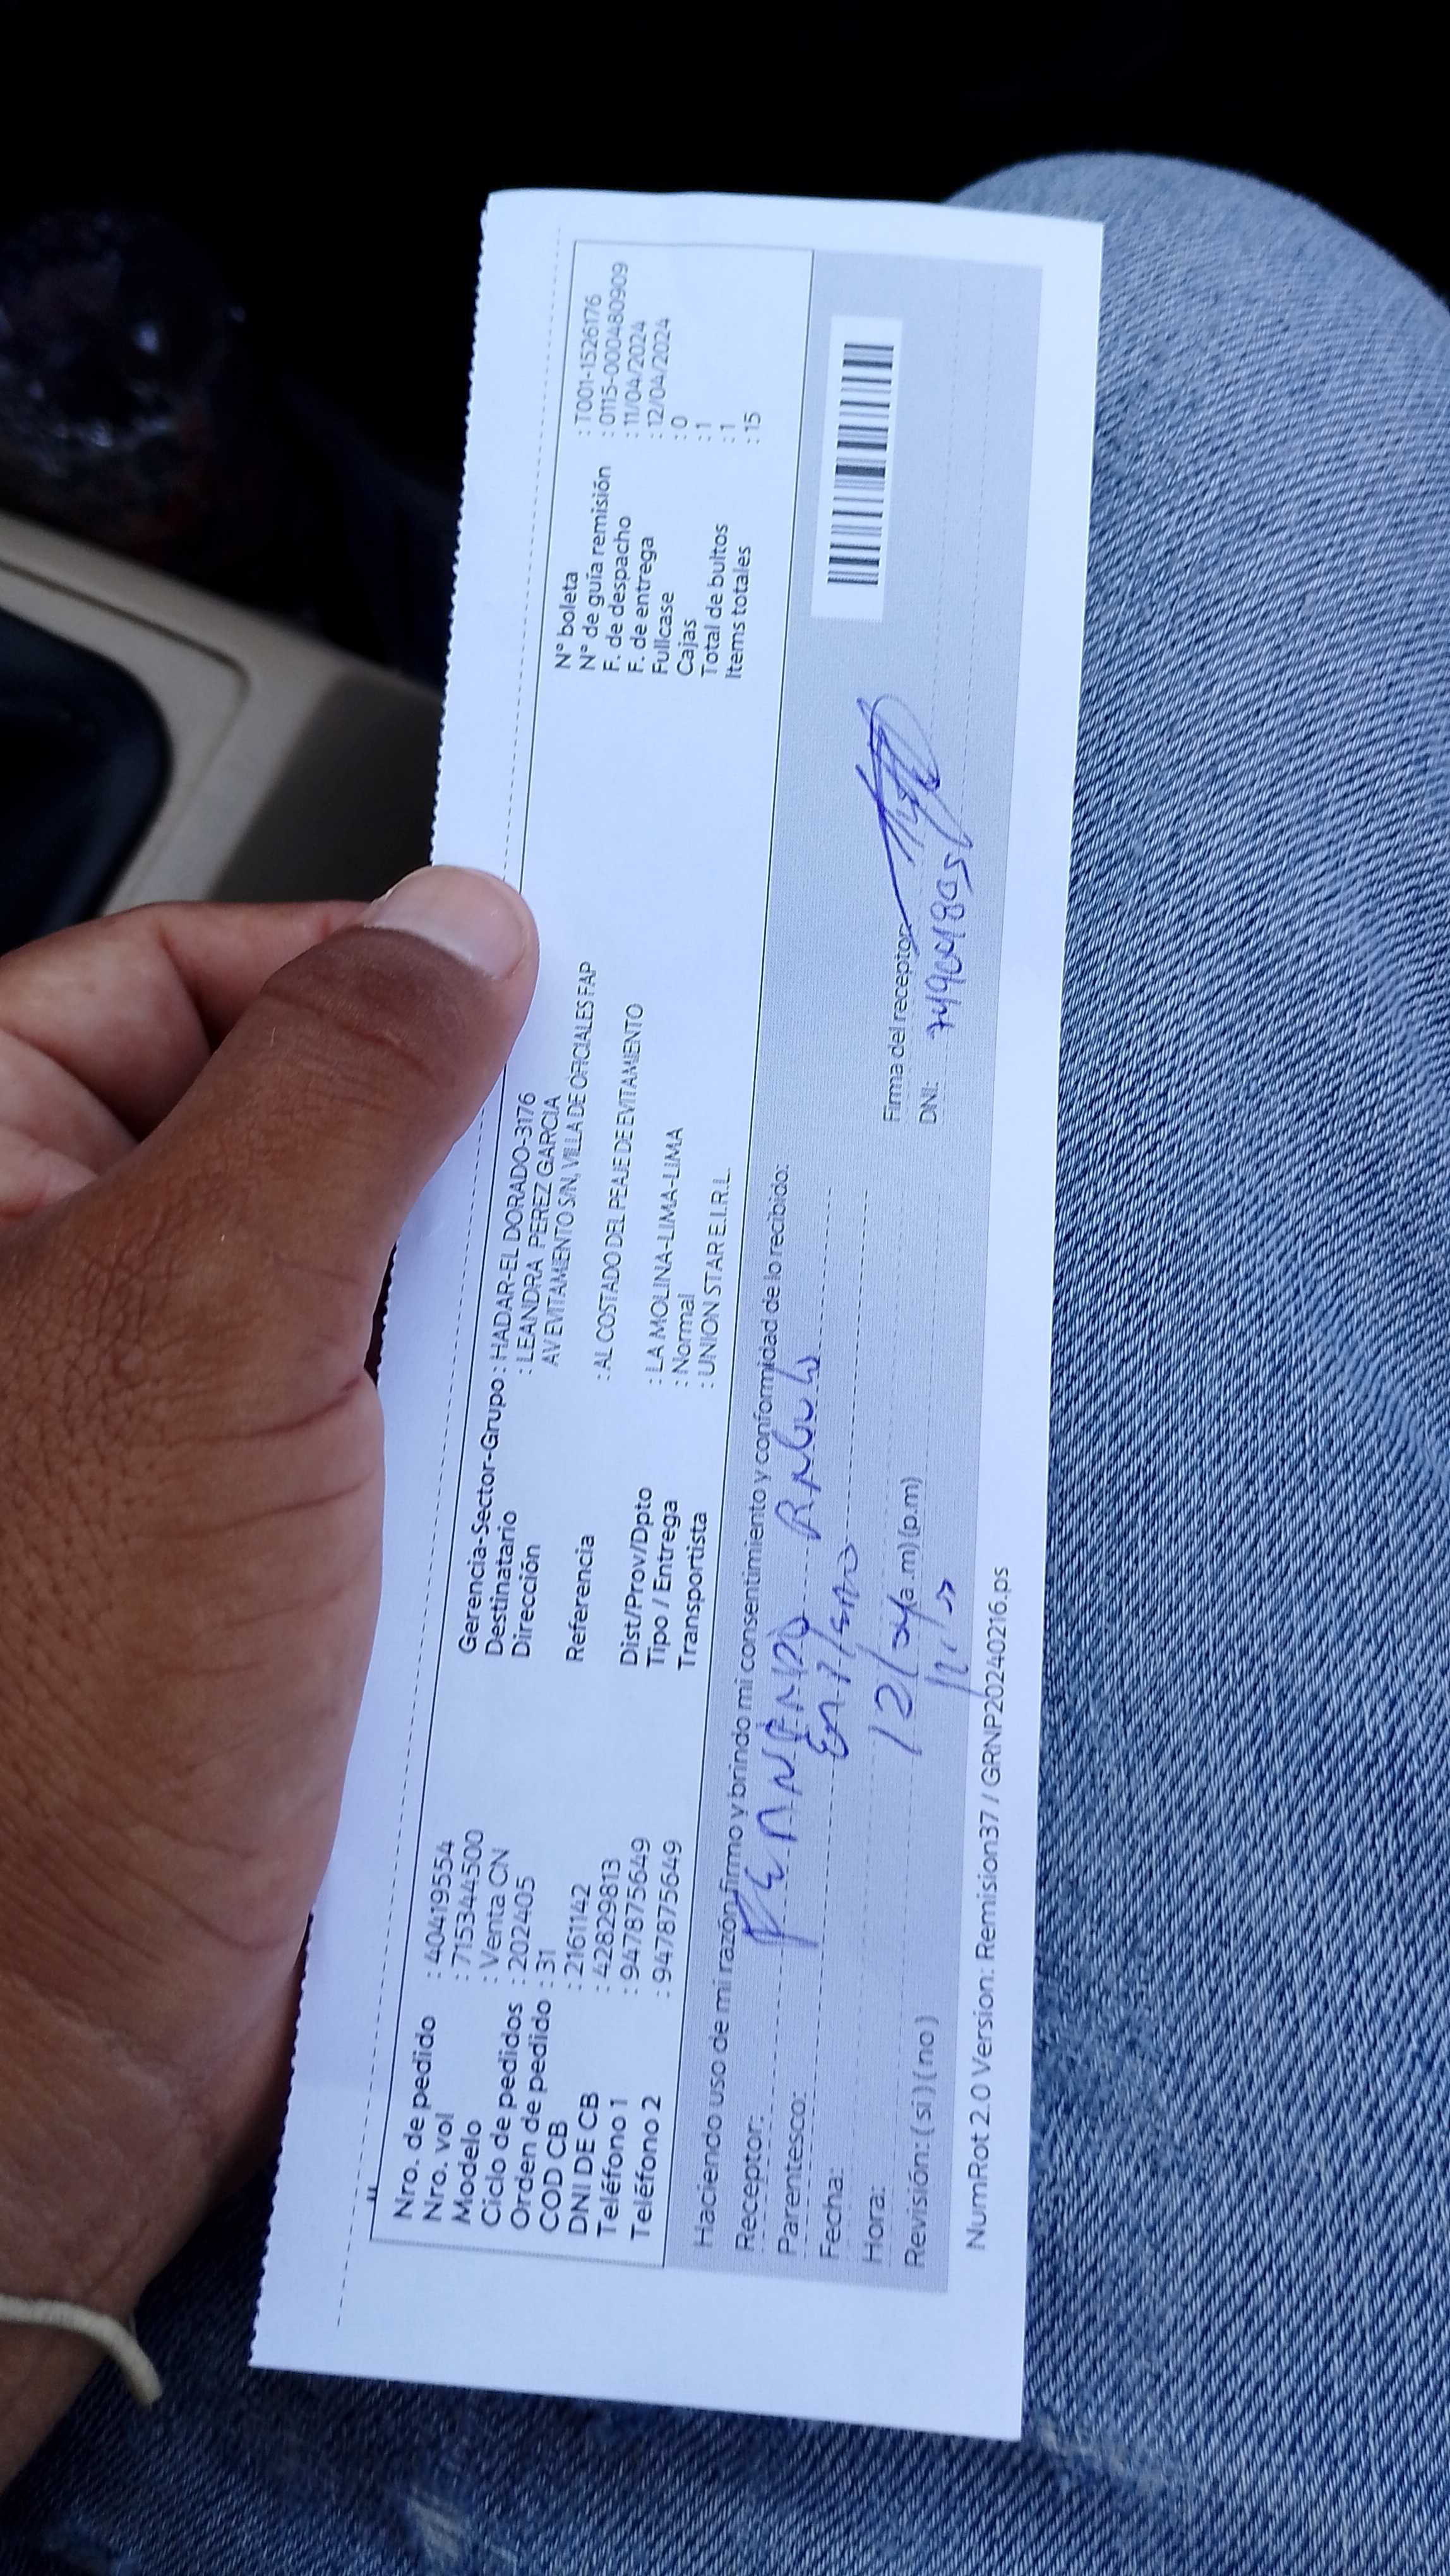 Nro. de pedido : 40419554
Nro. vol : 7153444500
Modelo : Venta CN
Ciclo de pedidos : 202405
Orden de pedido : 31
COD CB : 2161142
DNI DE CB : 42829813
Teléfono 1 : 947875649
Teléfono 2 : 947875649
Gerencia-Sector-Grupo : HADAR-EL DORADO-3176
Destinatario : LEANDRA PEREZ GARCIA
Dirección AV EVITAMIENTO S/N, VILLA DE OFICIALES FAP
Referencia : AL COSTADO DEL PEAJE DE EVITAMIENTO
Dist/Prov/Dpto : LA MOLINA-LIMA-LIMA
Tipo / Entrega : Normal
Transportista : UNION STAR E.I.R.L.
N° boleta : T001-1526176
N° de guía remisión : 0115-000480909
F. de despacho : 11/04/2024
F. de entrega : 12/04/2024
Fullcase : 0
Cajas : 1
Total de bultos : 1
Items totales : 15
Haciendo uso de mi razón firmo y brindo mi consentimiento y conformidad de lo recibido:
Receptor:
Parentesco:
Fecha: 12/04
Hora: (a.m) (p.m)
Revisión: ( si ) ( no )
Firma del receptor
DNI:
NumRot 2.0 Version: Remision37 / GRNP20240216.ps